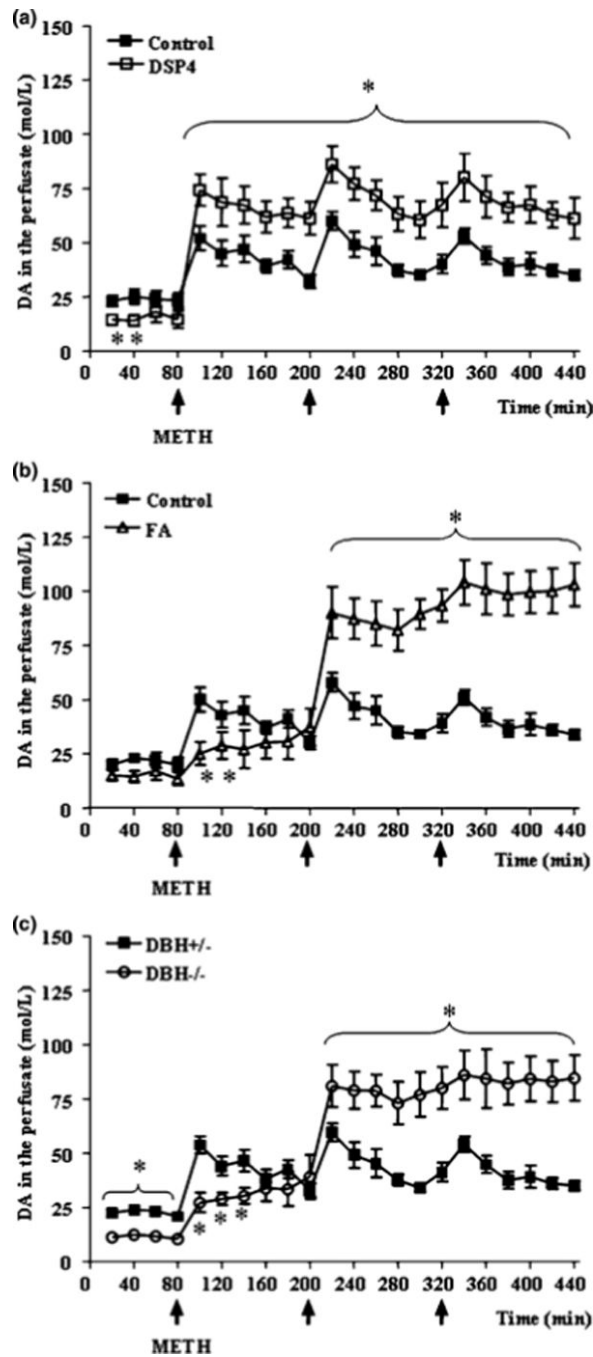 (a)
150
Control
DSP4
125
*
100
75
50
25
* *
0
DA in the perfusate (mol/L)
0 40 80 120 160 200 240 280 320 360 400 440
Time (min)
METH
(b)
150
Control
FA
125
*
100
75
50
25
* *
0
DA in the perfusate (mol/L)
0 40 80 120 160 200 240 280 320 360 400 440
Time (min)
METH
(c)
150
DBH+/-
DBH-/-
125
*
100
75
50
*
25
* * *
0
DA in the perfusate (mol/L)
0 40 80 120 160 200 240 280 320 360 400 440
Time (min)
METH